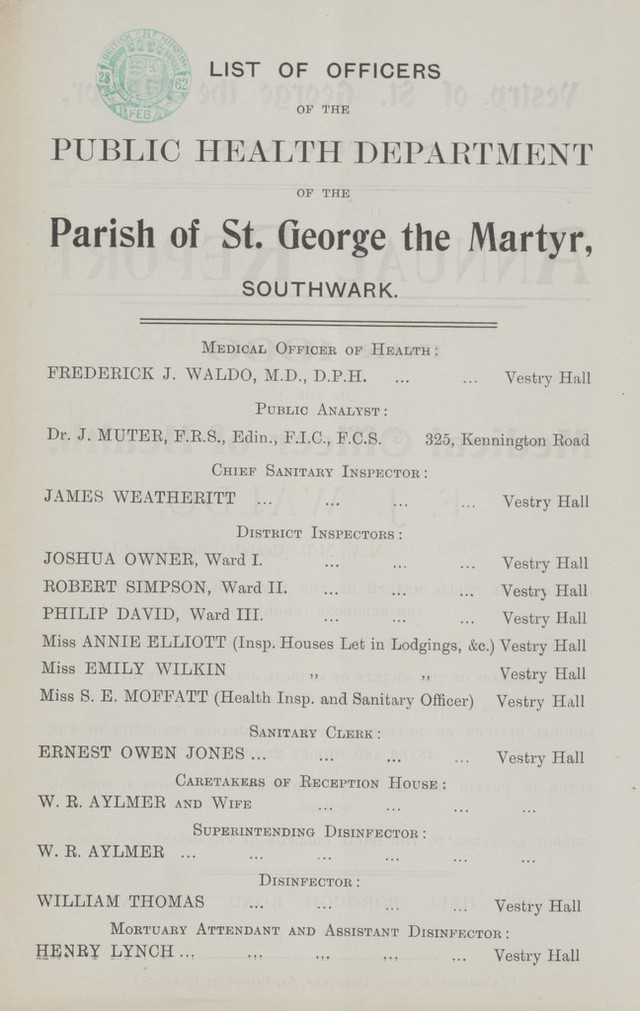 BRITISH MUSEUM
28 62
FEB
LIST OF OFFICERS
OF THE
PUBLIC HEALTH DEPARTMENT
OF THE
Parish of St. George the Martyr,
SOUTHWARK.
MEDICAL OFFICER OF HEALTH:
FREDERICK J. WALDO, M.D., D.P.H. ... ... Vestry Hall
PUBLIC ANALYST:
Dr. J. MUTER, F.R.S., Edin., F.I.C., F.C.S. 325, Kennington Road
CHIEF SANITARY INSPECTOR:
JAMES WEATHERITT ... ... ... ... Vestry Hall
DISTRICT INSPECTORS:
JOSHUA OWNER, Ward I. ... ... ... Vestry Hall
ROBERT SIMPSON, Ward II. ... ... ... Vestry Hall
PHILIP DAVID, Ward III. ... ... ... Vestry Hall
Miss ANNIE ELLIOTT (Insp. Houses Let in Lodgings, &c.) Vestry Hall
Miss EMILY WILKIN „ „ Vestry Hall
Miss S. E. MOFFATT (Health Insp. and Sanitary Officer) Vestry Hall
SANITARY CLERK:
ERNEST OWEN JONES ... ... ... ... Vestry Hall
CARETAKERS OF RECEPTION HOUSE:
W. R. AYLMER AND WIFE ... ... ... ...
SUPERINTENDING DISINFECTOR:
W. R. AYLMER ... ... ... ... ... ...
DISINFECTOR:
WILLIAM THOMAS ... ... ... ... Vestry Hall
MORTUARY ATTENDANT AND ASSISTANT DISINFECTOR:
HENRY LYNCH ... ... ... ... ... Vestry Hall